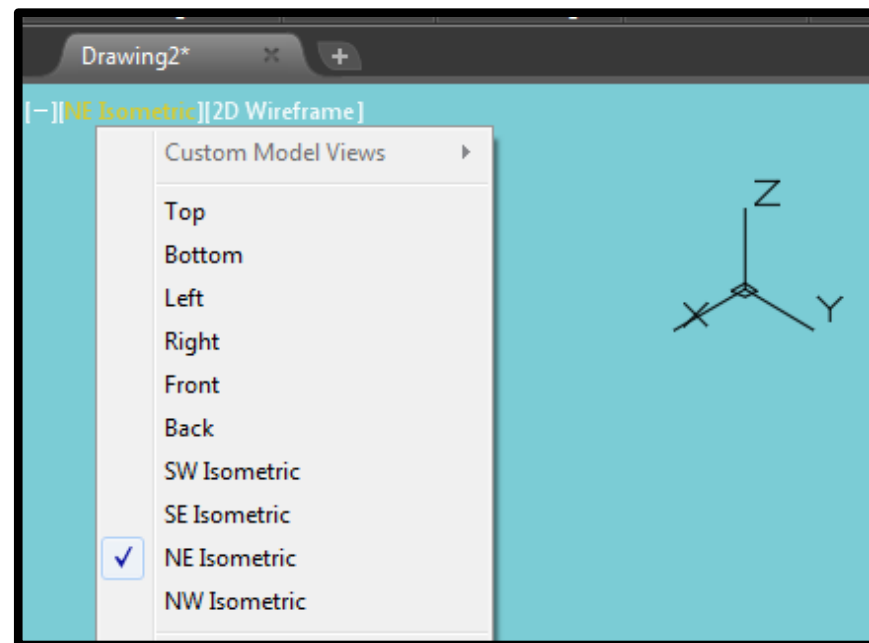 Drawing2*
[−][NE Isometric][2D Wireframe]
Custom Model Views
Top
Bottom
Left
Right
Front
Back
SW Isometric
SE Isometric
NE Isometric
NW Isometric
Z
X
Y